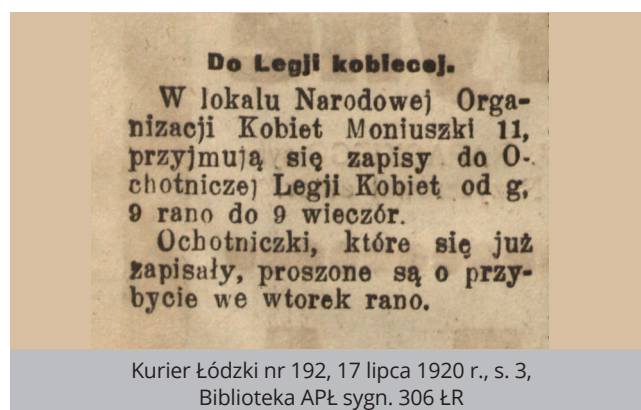 Do Legji kobiecej.
W lokalu Narodowej Orga-
nizacji Kobiet Moniuszki 11,
przyjmują się zapisy do O-
chotniczej Legji Kobiet od g,
9 rano do 9 wieczór.
Ochotniczki, które się już
zapisały, proszone są o przy-
bycie we wtorek rano.
Kurier Łódzki nr 192, 17 lipca 1920 r., s. 3,
Biblioteka APŁ sygn. 306 ŁR